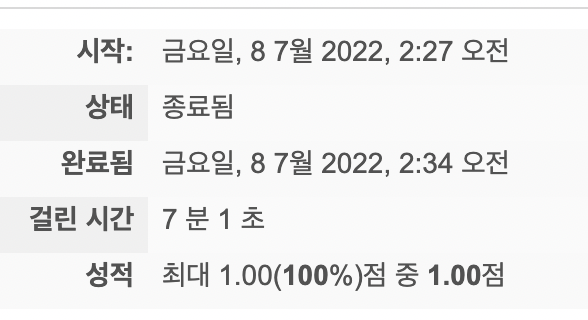 시작: 금요일, 8 7월 2022, 2:27 오전
상태 종료됨
완료됨 금요일, 8 7월 2022, 2:34 오전
걸린 시간 7 분 1 초
성적 최대 1.00(100%)점 중 1.00점